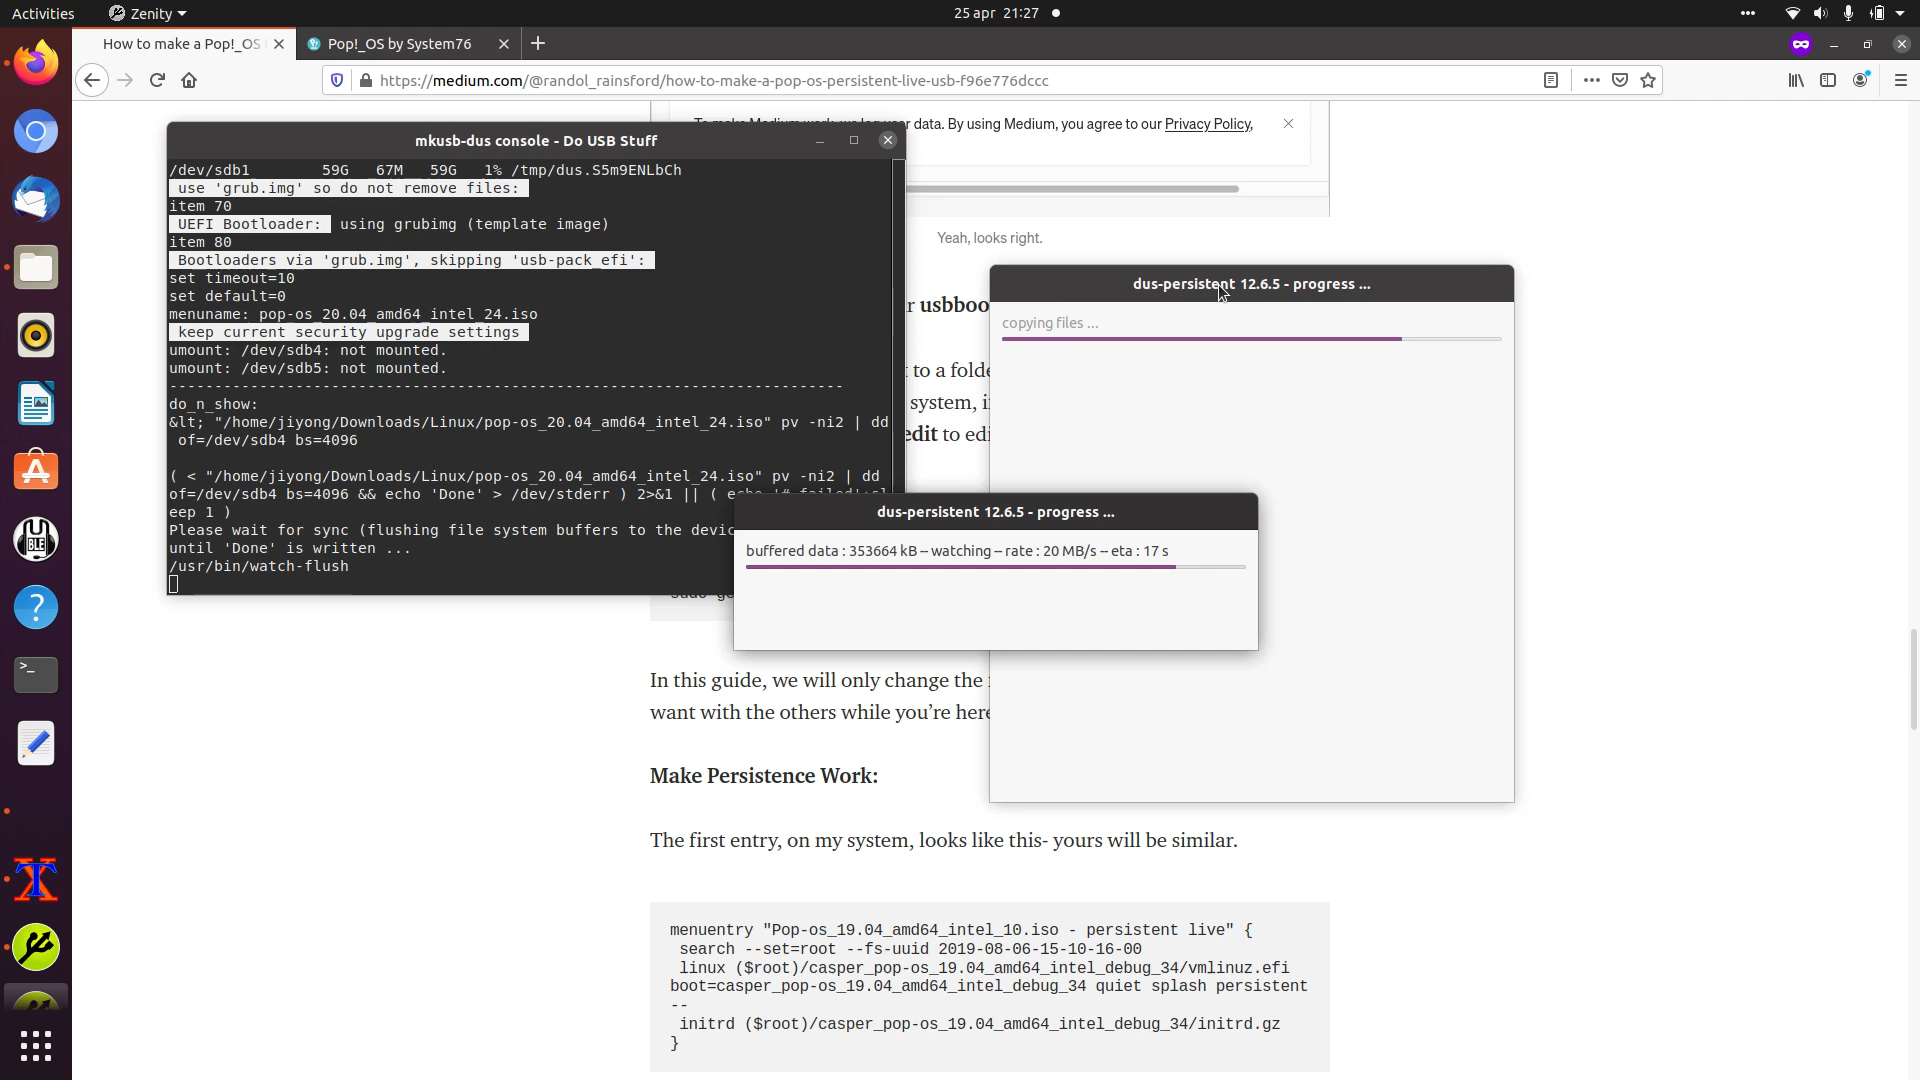 Activities
Zenity
25 apr 21:27
How to make a Pop!_OS
Pop!_OS by System76
https://medium.com/@randol_rainsford/how-to-make-a-pop-os-persistent-live-usb-f96e776dccc
data. By using Medium, you agree to our Privacy Policy,
Yeah, looks right.
mkusb-dus console - Do USB Stuff
/dev/sdb1 59G 67M 59G 1% /tmp/dus.S5m9ENLbCh
use 'grub.img' so do not remove files:
item 70
UEFI Bootloader: using grubimg (template image)
item 80
Bootloaders via 'grub.img', skipping 'usb-pack_efi':
set timeout=10
set default=0
menuname: pop-os_20.04_amd64_intel_24.iso
keep current security upgrade settings
umount: /dev/sdb4: not mounted.
umount: /dev/sdb5: not mounted.
---------------------------------------------------------------------------
do_n_show:
&lt; "/home/jiyong/Downloads/Linux/pop-os_20.04_amd64_intel_24.iso" pv -ni2 | dd
of=/dev/sdb4 bs=4096
( < "/home/jiyong/Downloads/Linux/pop-os_20.04_amd64_intel_24.iso" pv -ni2 | dd
of=/dev/sdb4 bs=4096 && echo 'Done' > /dev/stderr ) 2>&1 || (
eep 1 )
Please wait for sync (flushing file system buffers to the devic
until 'Done' is written ...
/usr/bin/watch-flush
r usbboo
to a folde
system, i
edit to edi
dus-persistent 12.6.5 - progress ...
copying files ...
dus-persistent 12.6.5 - progress ...
buffered data : 353664 kB -- watching -- rate : 20 MB/s -- eta : 17 s
In this guide, we will only change the
want with the others while you're here
Make Persistence Work:
The first entry, on my system, looks like this- yours will be similar.
menuentry "Pop-os_19.04_amd64_intel_10.iso - persistent live" {
search --set=root --fs-uuid 2019-08-06-15-10-16-00
linux ($root)/casper_pop-os_19.04_amd64_intel_debug_34/vmlinuz.efi
boot=casper_pop-os_19.04_amd64_intel_debug_34 quiet splash persistent
--
initrd ($root)/casper_pop-os_19.04_amd64_intel_debug_34/initrd.gz
}